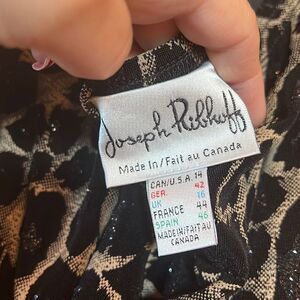 Joseph Ribkoff
Made In/Fait au Canada
CAN/U.S.A. 14
GER. 42
UK 16
FRANCE 44
SPAIN 46
MADE IN/FAIT AU
CANADA